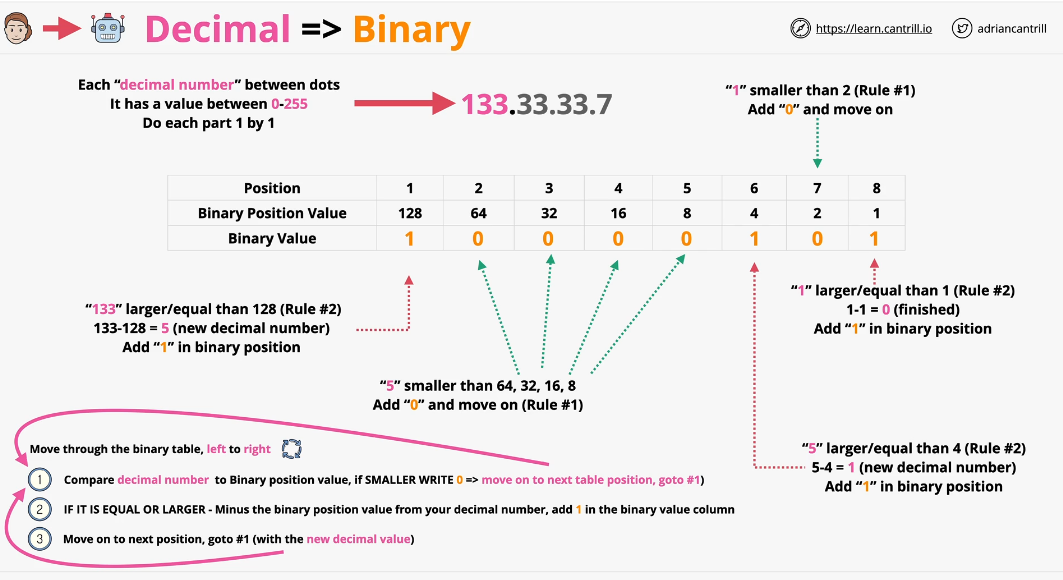 Decimal => Binary
https://learn.cantrill.io
adriancantrill
Each “decimal number” between dots
It has a value between 0-255
Do each part 1 by 1
133.33.33.7
“1” smaller than 2 (Rule #1)
Add “0” and move on
Position 1 2 3 4 5 6 7 8
Binary Position Value 128 64 32 16 8 4 2 1
Binary Value 1 0 0 0 0 1 0 1
“133” larger/equal than 128 (Rule #2)
133-128 = 5 (new decimal number)
Add “1” in binary position
“5” smaller than 64, 32, 16, 8
Add “0” and move on (Rule #1)
“1” larger/equal than 1 (Rule #2)
1-1 = 0 (finished)
Add “1” in binary position
“5” larger/equal than 4 (Rule #2)
5-4 = 1 (new decimal number)
Add “1” in binary position
Move through the binary table, left to right
1 Compare decimal number to Binary position value, if SMALLER WRITE 0 => move on to next table position, goto #1)
2 IF IT IS EQUAL OR LARGER - Minus the binary position value from your decimal number, add 1 in the binary value column
3 Move on to next position, goto #1 (with the new decimal value)